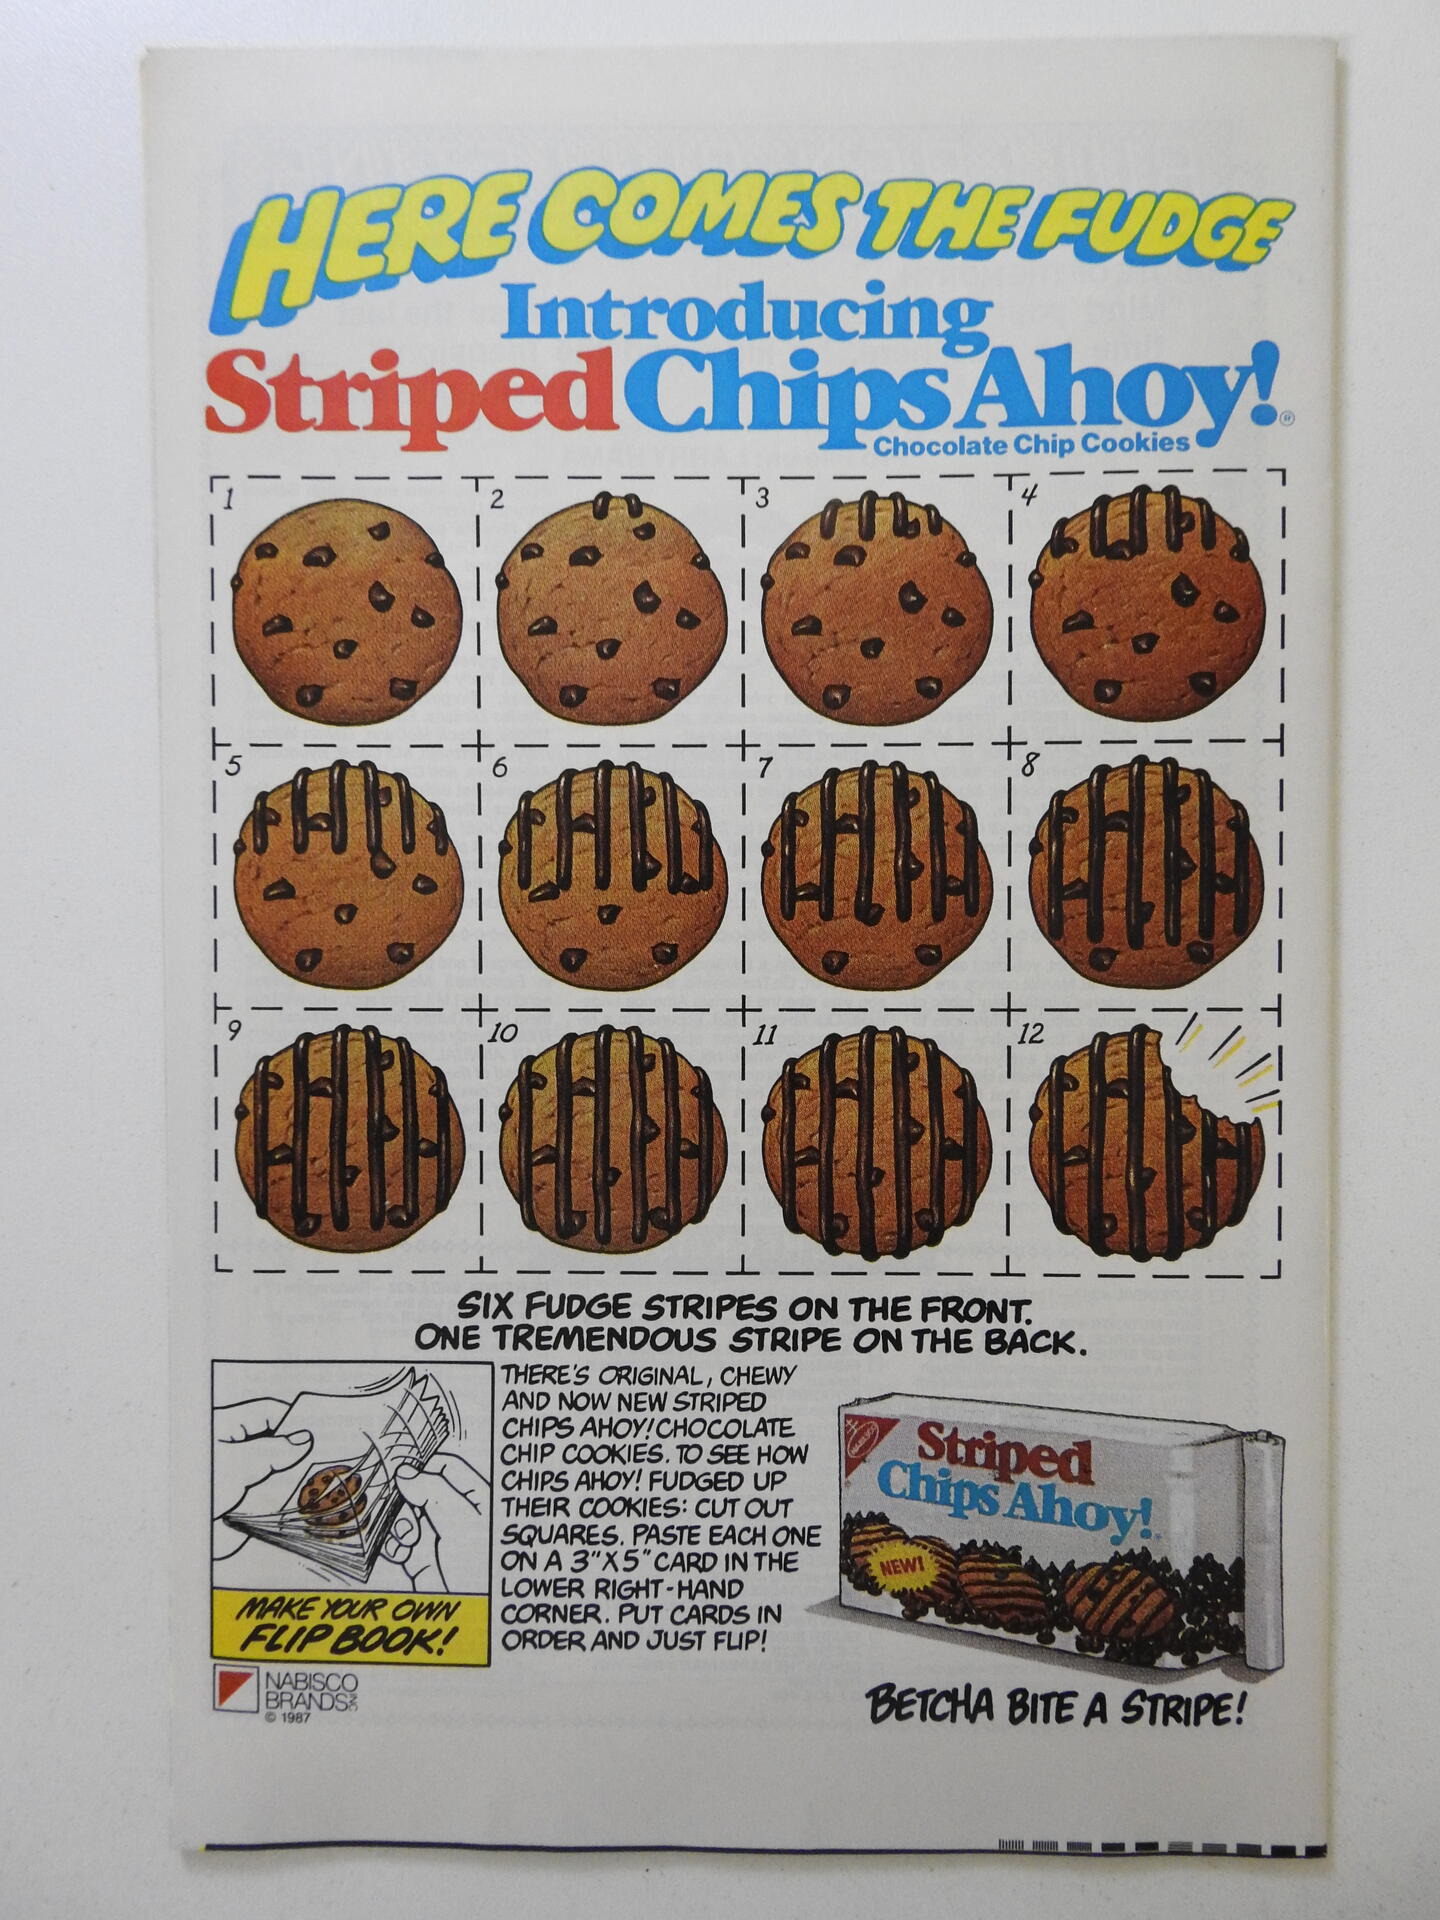 HERE COMES THE FUDGE
Introducing
Striped Chips Ahoy!®
Chocolate Chip Cookies
1
2
3
4
5
6
7
8
9
10
11
12
SIX FUDGE STRIPES ON THE FRONT.
ONE TREMENDOUS STRIPE ON THE BACK.
THERE'S ORIGINAL, CHEWY
AND NOW NEW STRIPED
CHIPS AHOY! CHOCOLATE
CHIP COOKIES. TO SEE HOW
CHIPS AHOY! FUDGED UP
THEIR COOKIES: CUT OUT
SQUARES. PASTE EACH ONE
ON A 3"X5" CARD IN THE
LOWER RIGHT-HAND
CORNER. PUT CARDS IN
ORDER AND JUST FLIP!
MAKE YOUR OWN
FLIP BOOK!
NABISCO
BRANDS INC
© 1987
NABISCO
Striped
Chips Ahoy!
NEW!
BETCHA BITE A STRIPE!